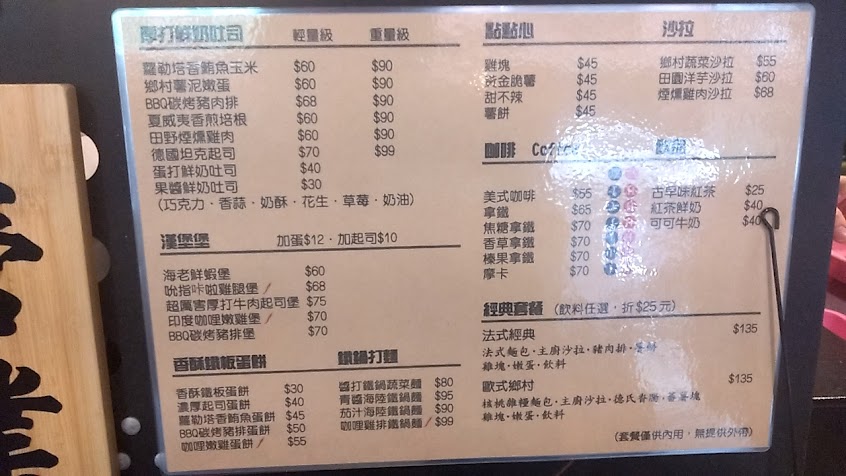 厚打鮮奶吐司 輕量級 重量級
蘿勒塔香鮪魚玉米 $60 $90
鄉村薯泥嫩蛋 $60 $90
BBQ碳烤豬肉排 $68 $90
夏威夷香煎培根 $60 $90
田野煙燻雞肉 $60 $90
德國坦克起司 $70 $99
蛋打鮮奶吐司 $40
果醬鮮奶吐司 $30
(巧克力．香蒜．奶酥．花生．草莓．奶油)
漢堡堡 加蛋$12．加起司$10
海老鮮蝦堡 $60
吮指咔啦雞腿堡 $68
超厲害厚打牛肉起司堡 $75
印度咖哩嫩雞堡 $70
BBQ碳烤豬排堡 $70
香酥鐵板蛋餅
香酥鐵板蛋餅 $30
濃厚起司蛋餅 $40
蘿勒塔香鮪魚蛋餅 $45
BBQ碳烤豬排蛋餅 $50
咖哩嫩雞蛋餅 $55
鐵鍋打麵
醬打鐵鍋蔬菜麵 $80
青醬海陸鐵鍋麵 $95
茄汁海陸鐵鍋麵 $90
咖哩雞排鐵鍋麵 $99
點點心
雞塊 $45
黃金脆薯 $45
甜不辣 $45
薯餅 $45
沙拉
鄉村蔬菜沙拉 $55
田園洋芋沙拉 $60
煙燻雞肉沙拉 $68
咖啡 Coffee
美式咖啡 $55
拿鐵 $65
焦糖拿鐵 $70
香草拿鐵 $70
榛果拿鐵 $70
摩卡 $70
古早味紅茶 $25
紅茶鮮奶 $40
可可牛奶 $40
經典套餐 (飲料任選，折$25元)
法式經典 $135
法式麵包．主廚沙拉．豬肉排．薯餅
雞塊．嫩蛋．飲料
歐式鄉村 $135
核桃雜糧麵包．主廚沙拉．德氏香腸．薯塊
雞塊．嫩蛋．飲料
(套餐僅供內用，無提供外帶)